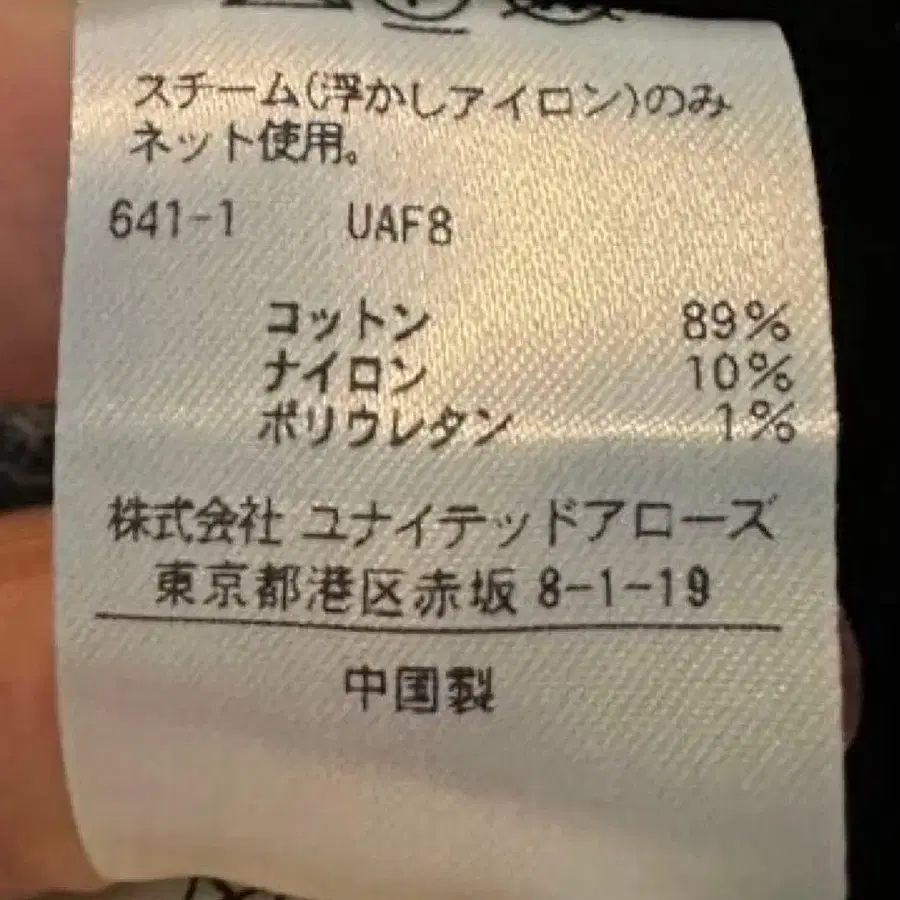 スチーム(浮かしアイロン)のみ
ネット使用。
641-1 UAF8
コットン 89%
ナイロン 10%
ポリウレタン 1%
株式会社 ユナイテッドアローズ
東京都港区赤坂 8-1-19
中国製